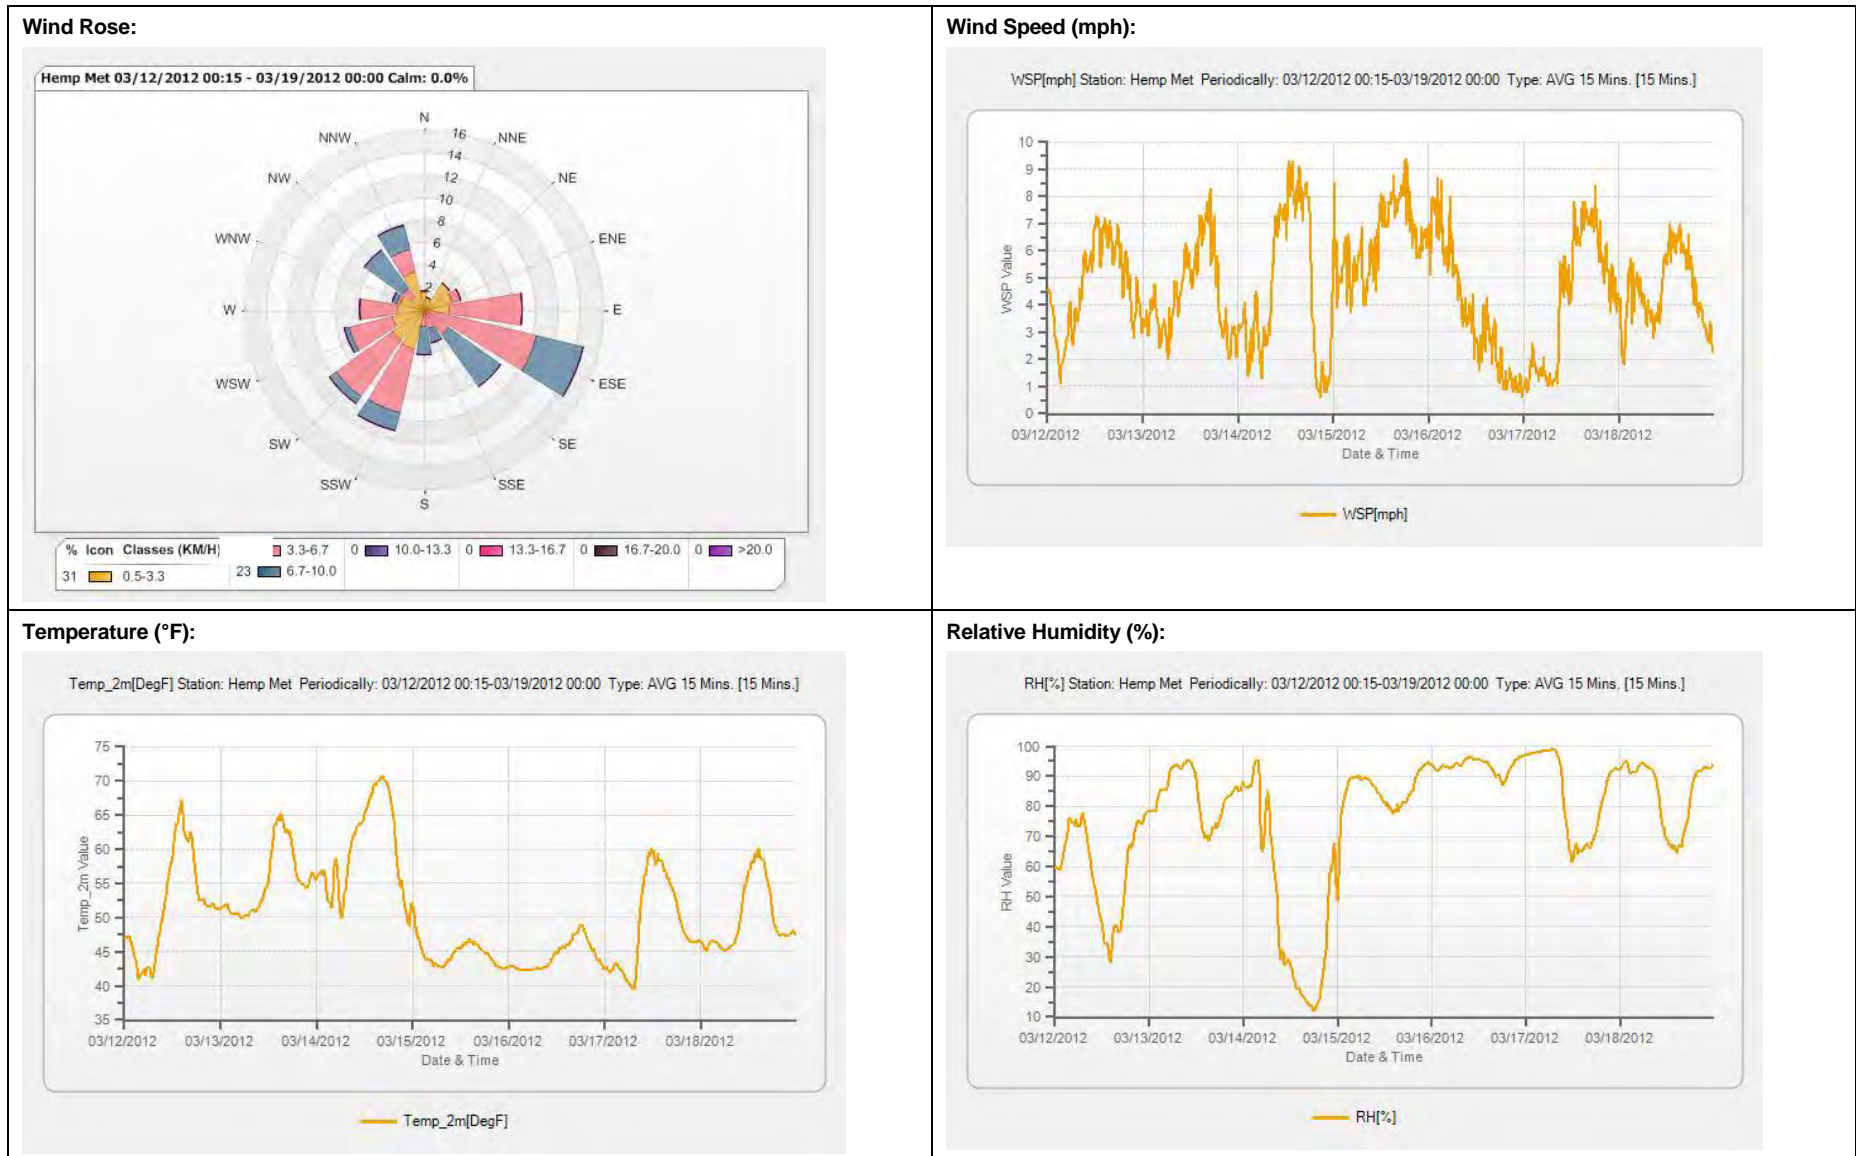 Wind Rose:
Hemp Met 03/12/2012 00:15 - 03/19/2012 00:00 Calm: 0.0%
N
NNE
NE
ENE
E
ESE
SE
SSE
S
SSW
SW
WSW
W
WNW
NW
NNW
16
14
12
10
8
6
4
2
% Icon Classes (KM/H)
31 0.5-3.3
3.3-6.7
23 6.7-10.0
0 10.0-13.3
0 13.3-16.7
0 16.7-20.0
0 >20.0
Wind Speed (mph):
WSP[mph] Station: Hemp Met Periodically: 03/12/2012 00:15-03/19/2012 00:00 Type: AVG 15 Mins. [15 Mins.]
WSP Value
10
9
8
7
6
5
4
3
2
1
0
03/12/2012 03/13/2012 03/14/2012 03/15/2012 03/16/2012 03/17/2012 03/18/2012
Date & Time
WSP[mph]
Temperature (°F):
Temp_2m[DegF] Station: Hemp Met Periodically: 03/12/2012 00:15-03/19/2012 00:00 Type: AVG 15 Mins. [15 Mins.]
Temp_2m Value
75
70
65
60
55
50
45
40
35
03/12/2012 03/13/2012 03/14/2012 03/15/2012 03/16/2012 03/17/2012 03/18/2012
Date & Time
Temp_2m[DegF]
Relative Humidity (%):
RH[%] Station: Hemp Met Periodically: 03/12/2012 00:15-03/19/2012 00:00 Type: AVG 15 Mins. [15 Mins.]
RH Value
100
90
80
70
60
50
40
30
20
10
03/12/2012 03/13/2012 03/14/2012 03/15/2012 03/16/2012 03/17/2012 03/18/2012
Date & Time
RH[%]